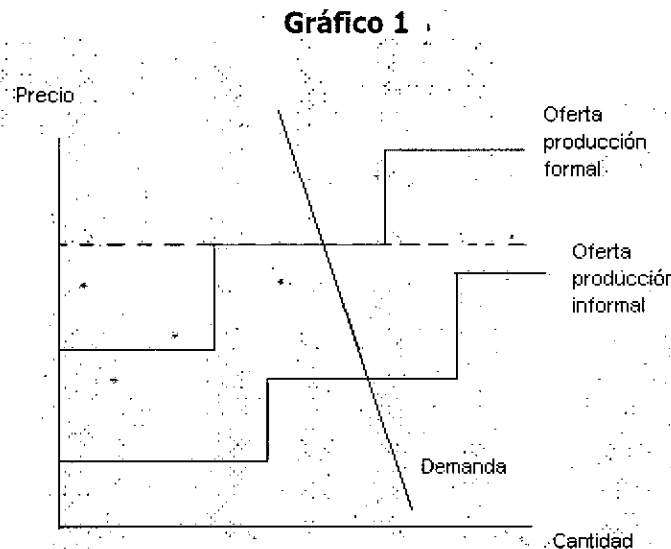 Gráfico 1
Precio
Oferta
producción
formal
Oferta
producción
informal
Demanda
Cantidad